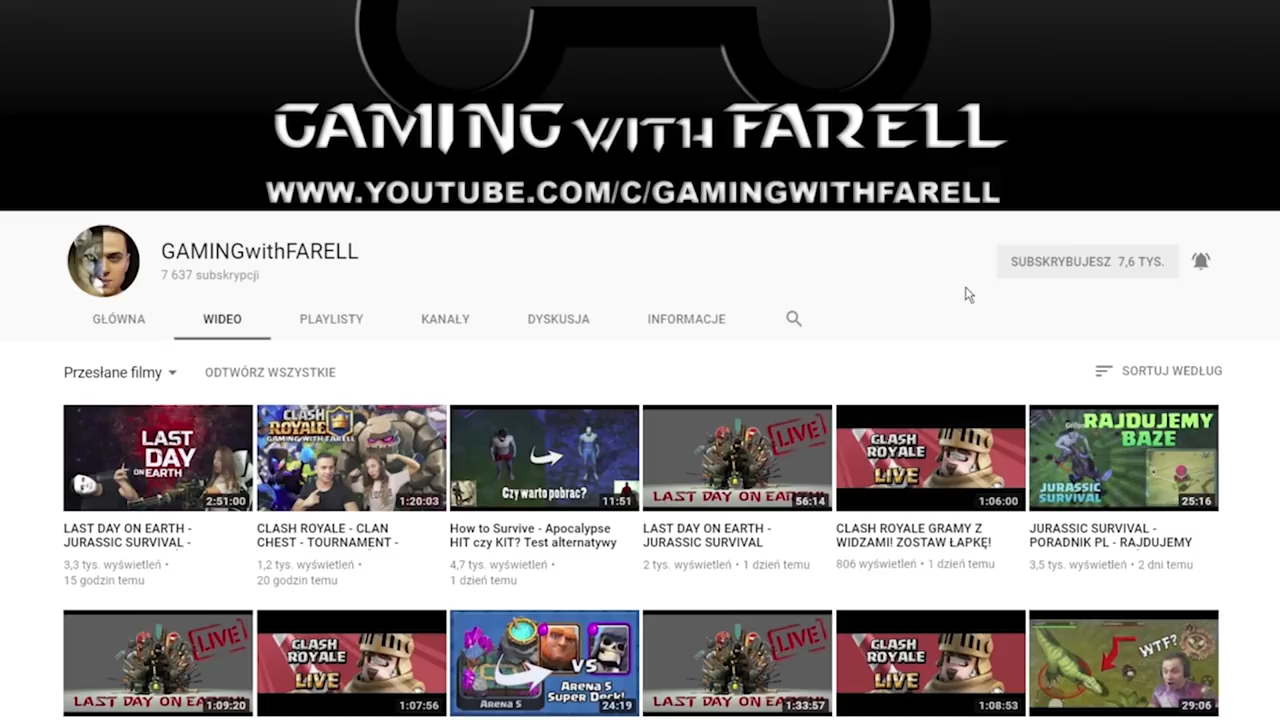 GAMING WITH FARELL
WWW.YOUTUBE.COM/C/GAMINGWITHFARELL
GAMINGwithFARELL
7 637 subskrypcji
SUBSKRYBUJESZ 7,6 TYS.
GŁÓWNA WIDEO PLAYLISTY KANAŁY DYSKUSJA INFORMACJE
Przesłane filmy ODTWÓRZ WSZYSTKIE SORTUJ WEDŁUG
LAST
DAY
ON EARTH
2:51:00
CLASH
ROYALE
GAMING WITH FARELL
1:20:03
Czy warto pobrać?
11:51
LIVE
LAST DAY ON EARTH
56:14
CLASH
ROYALE
LIVE
1:06:00
RAJDUJEMY
BAZE
JURASSIC
SURVIVAL
25:16
LAST DAY ON EARTH -
JURASSIC SURVIVAL -
3,3 tys. wyświetleń •
15 godzin temu
CLASH ROYALE - CLAN
CHEST - TOURNAMENT -
1,2 tys. wyświetleń •
20 godzin temu
How to Survive - Apocalypse
HIT czy KIT? Test alternatywy
4,7 tys. wyświetleń •
1 dzień temu
LAST DAY ON EARTH -
JURASSIC SURVIVAL
2 tys. wyświetleń • 1 dzień temu
CLASH ROYALE GRAMY Z
WIDZAMI! ZOSTAW ŁAPKĘ!
806 wyświetleń • 1 dzień temu
JURASSIC SURVIVAL -
PORADNIK PL - RAJDUJEMY
3,5 tys. wyświetleń • 2 dni temu
LIVE
LAST DAY ON EARTH
1:09:20
CLASH
ROYALE
LIVE
1:07:56
VS
Arena 5
Super Deck!
Arena 5
24:19
LIVE
LAST DAY ON EARTH
1:33:57
CLASH
ROYALE
LIVE
1:08:53
WTF?
29:06